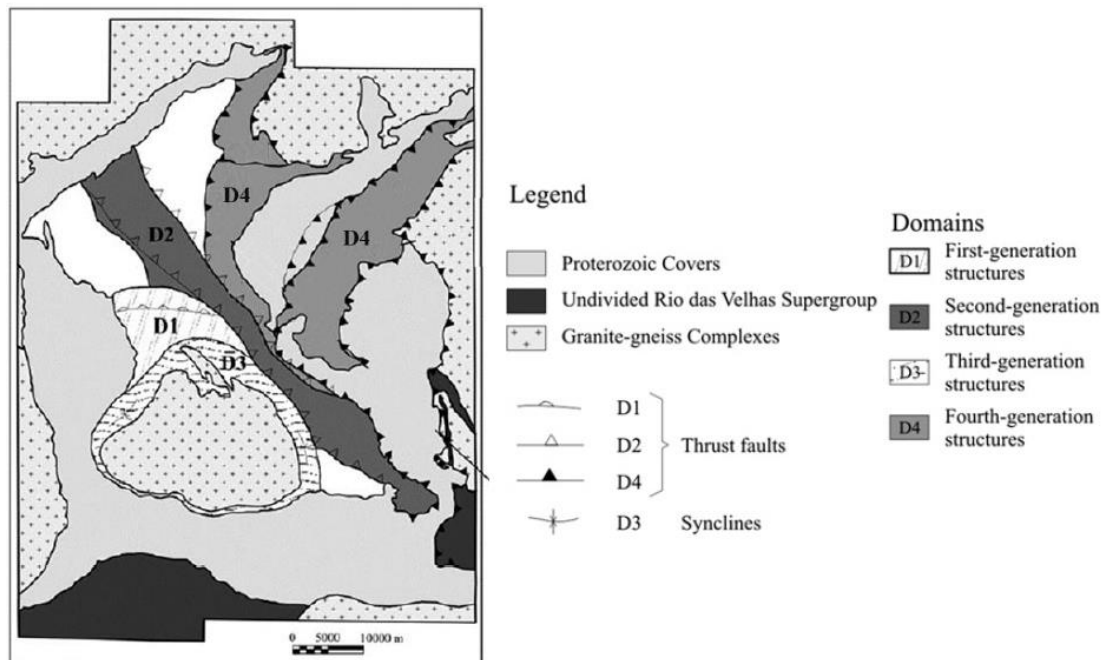 D4
D2
D4
D1
D3
0 5000 10000 m
Legend
Proterozoic Covers
Undivided Rio das Velhas Supergroup
Granite-gneiss Complexes
D1
D2
D4
Thrust faults
D3 Synclines
Domains
D1 First-generation
structures
D2 Second-generation
structures
D3 Third-generation
structures
D4 Fourth-generation
structures